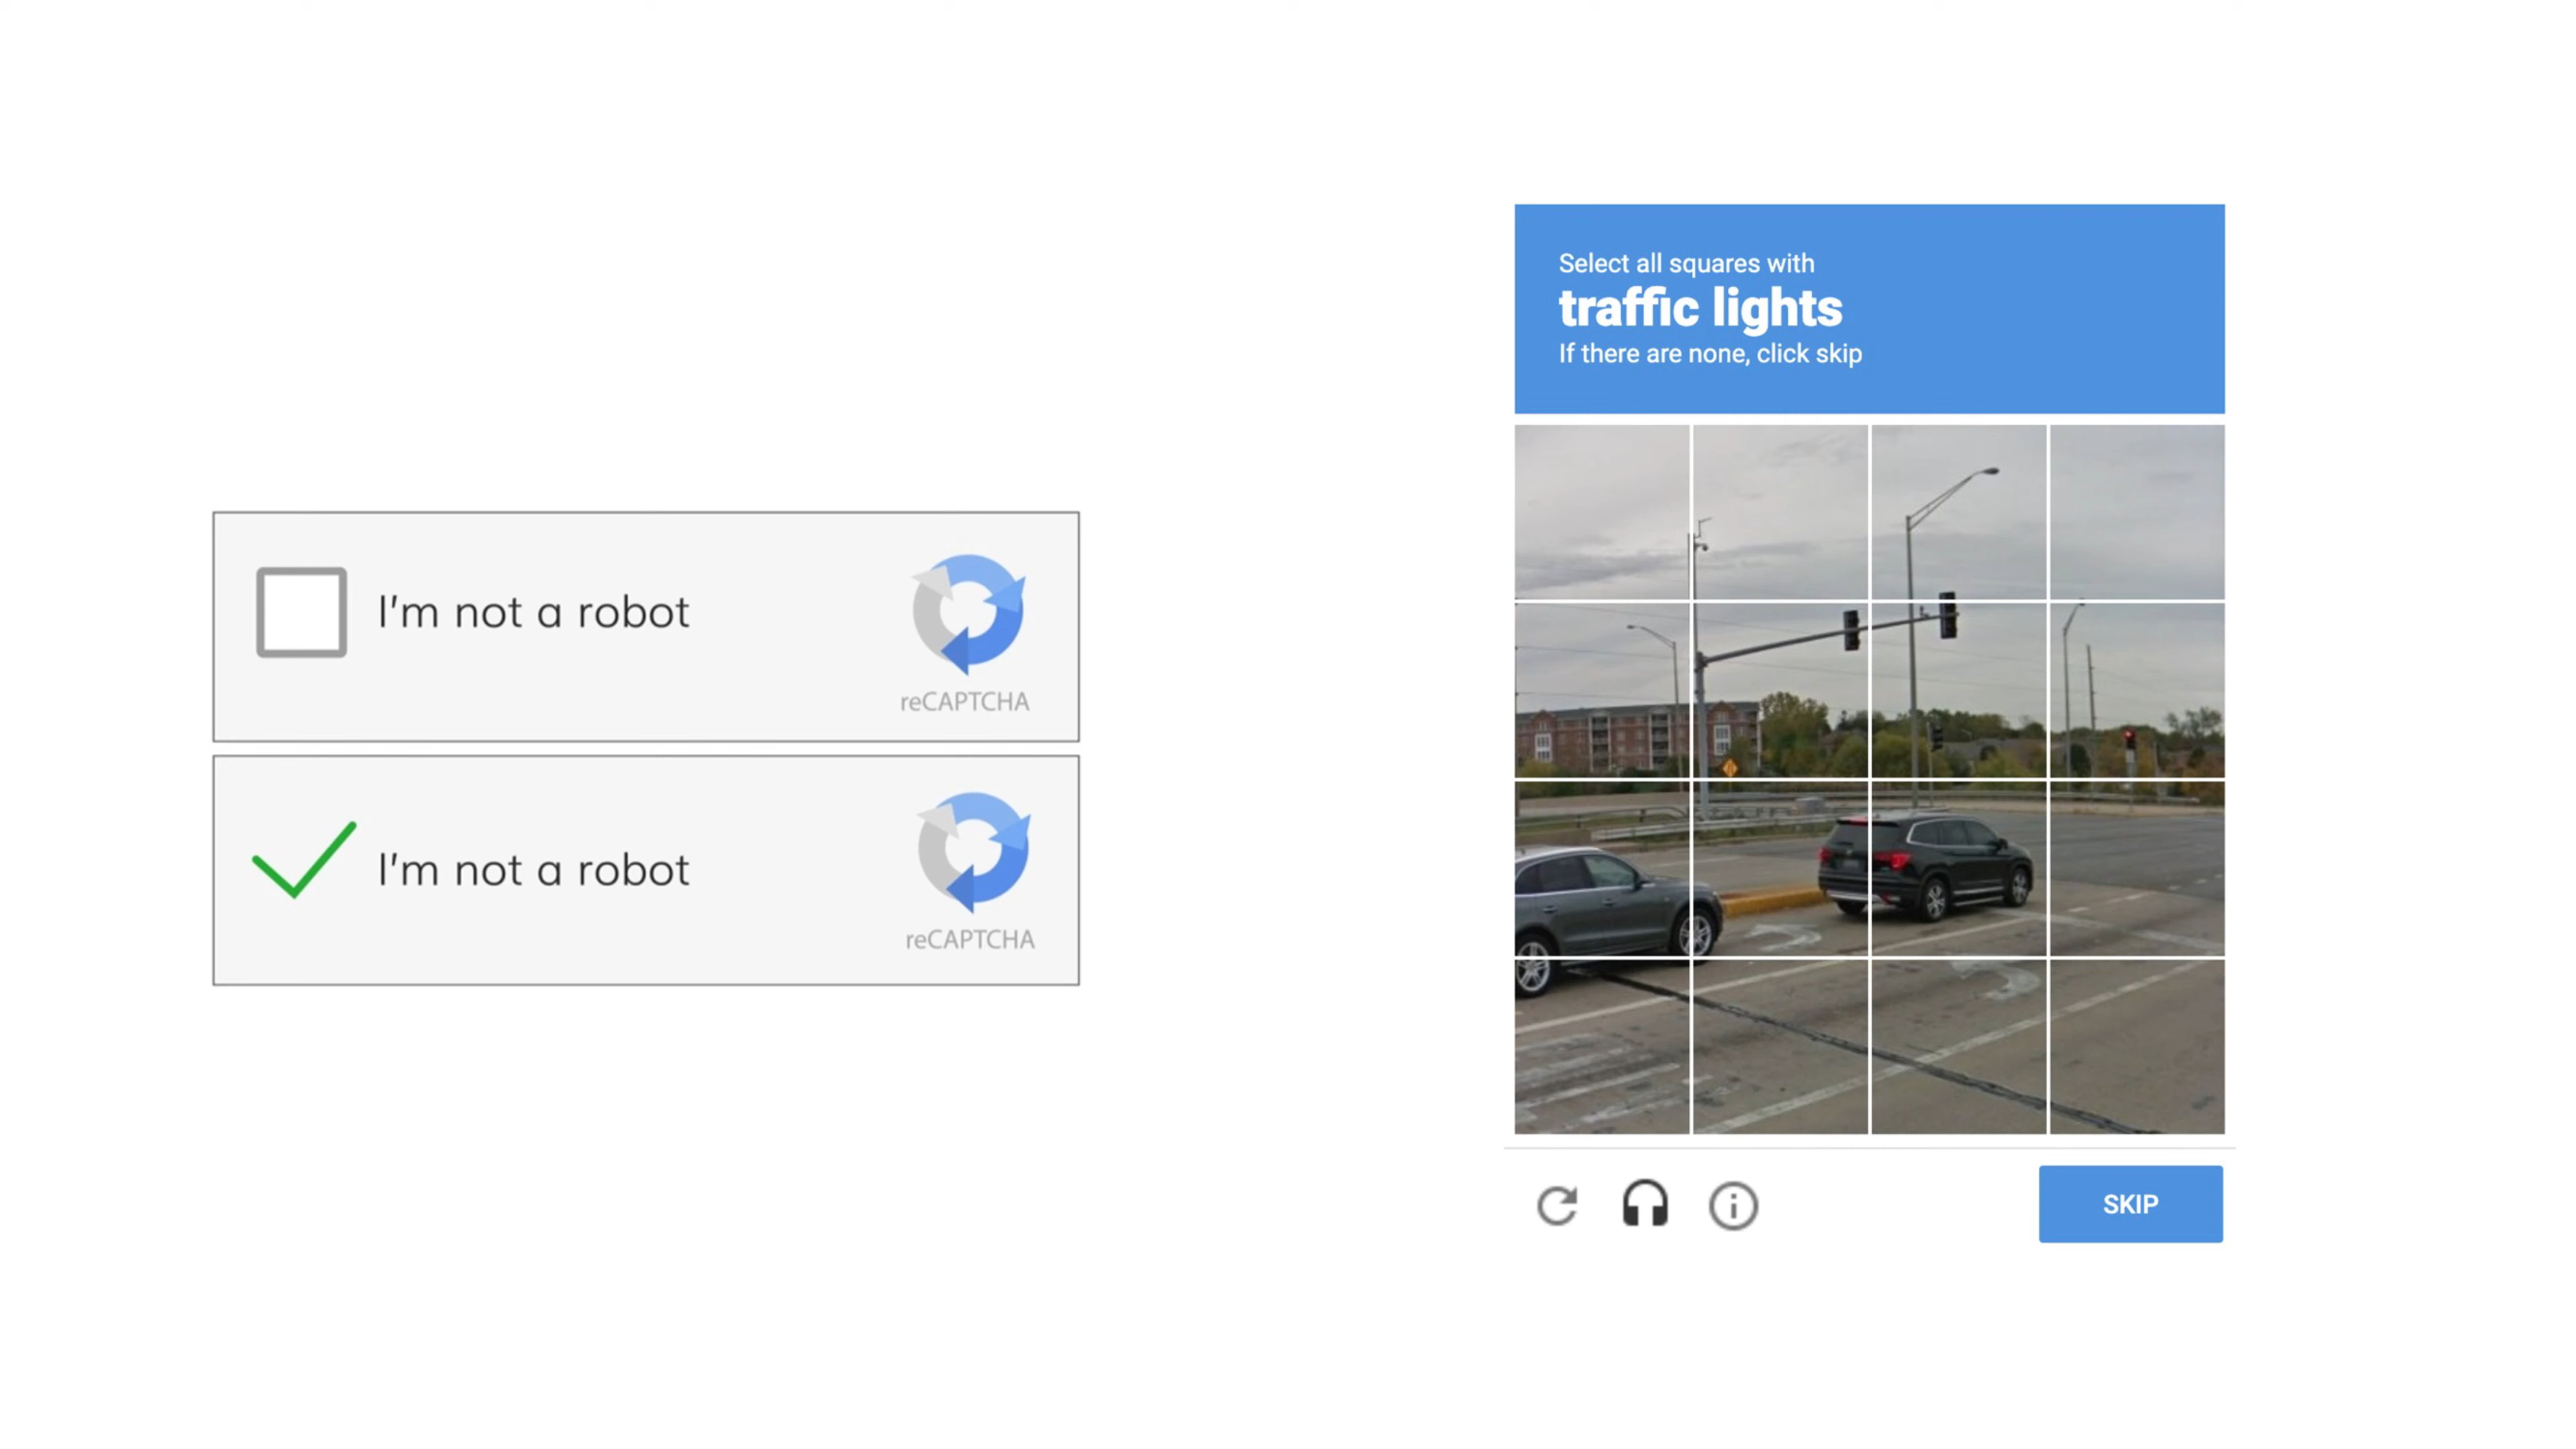 I'm not a robot
reCAPTCHA
I'm not a robot
reCAPTCHA
Select all squares with
traffic lights
If there are none, click skip
SKIP